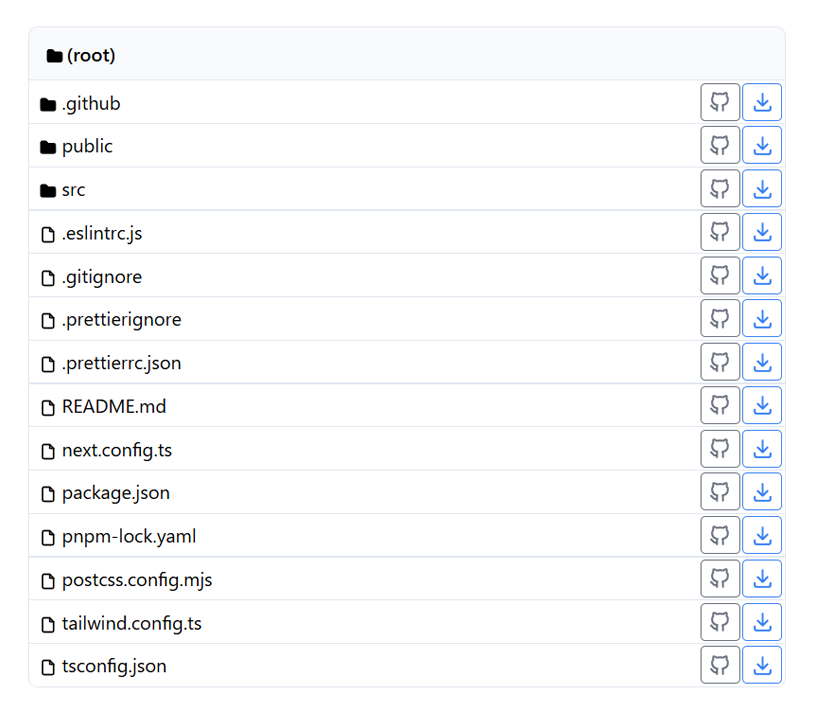 (root)
.github
public
src
.eslintrc.js
.gitignore
.prettierignore
.prettierrc.json
README.md
next.config.ts
package.json
pnpm-lock.yaml
postcss.config.mjs
tailwind.config.ts
tsconfig.json